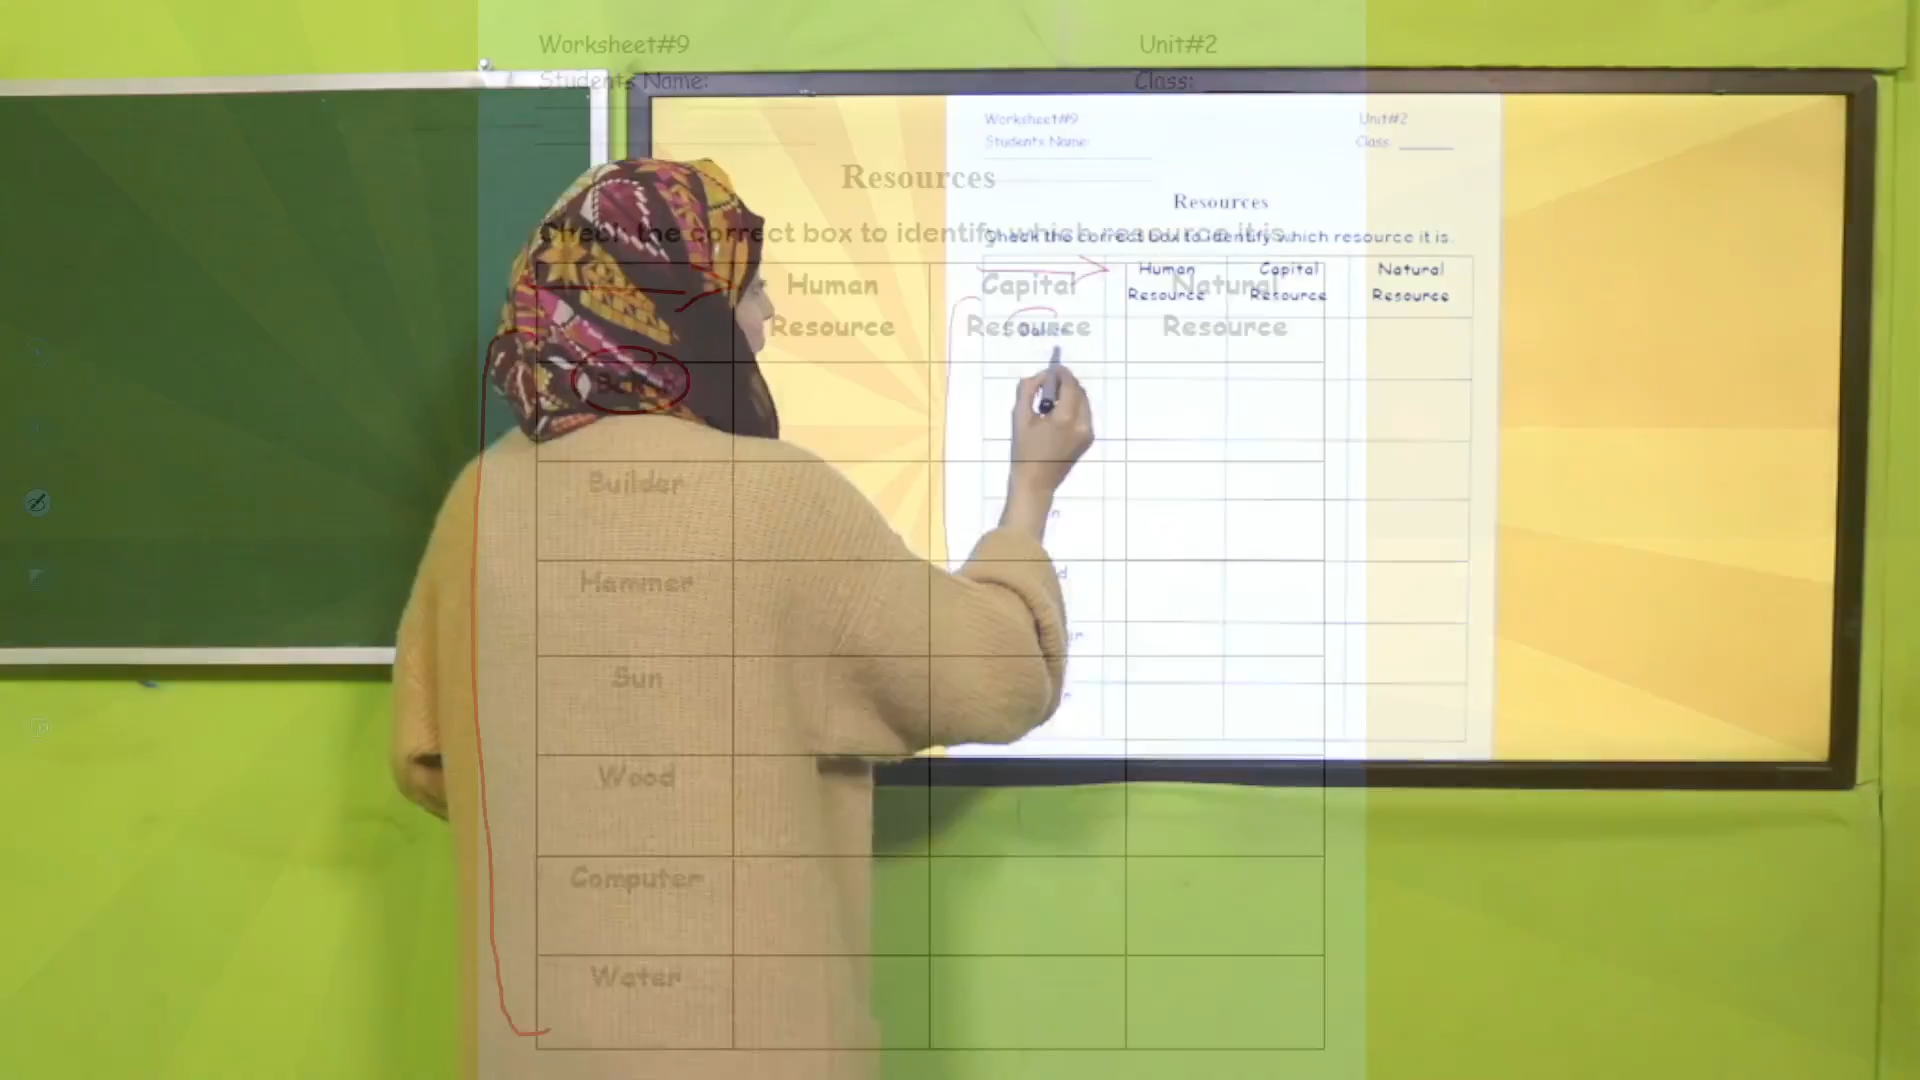 Worksheet#9 Unit#2
Students Name: Class:
Resources
Check the correct box to identify which resource it is.
Human Resource
Capital Resource
Natural Resource
Builder
Hammer
Sun
Wood
Computer
Water
Worksheet#9 Unit#2
Students Name: Class:
Resources
Check the correct box to identify which resource it is.
Human Resource
Capital Resource
Natural Resource